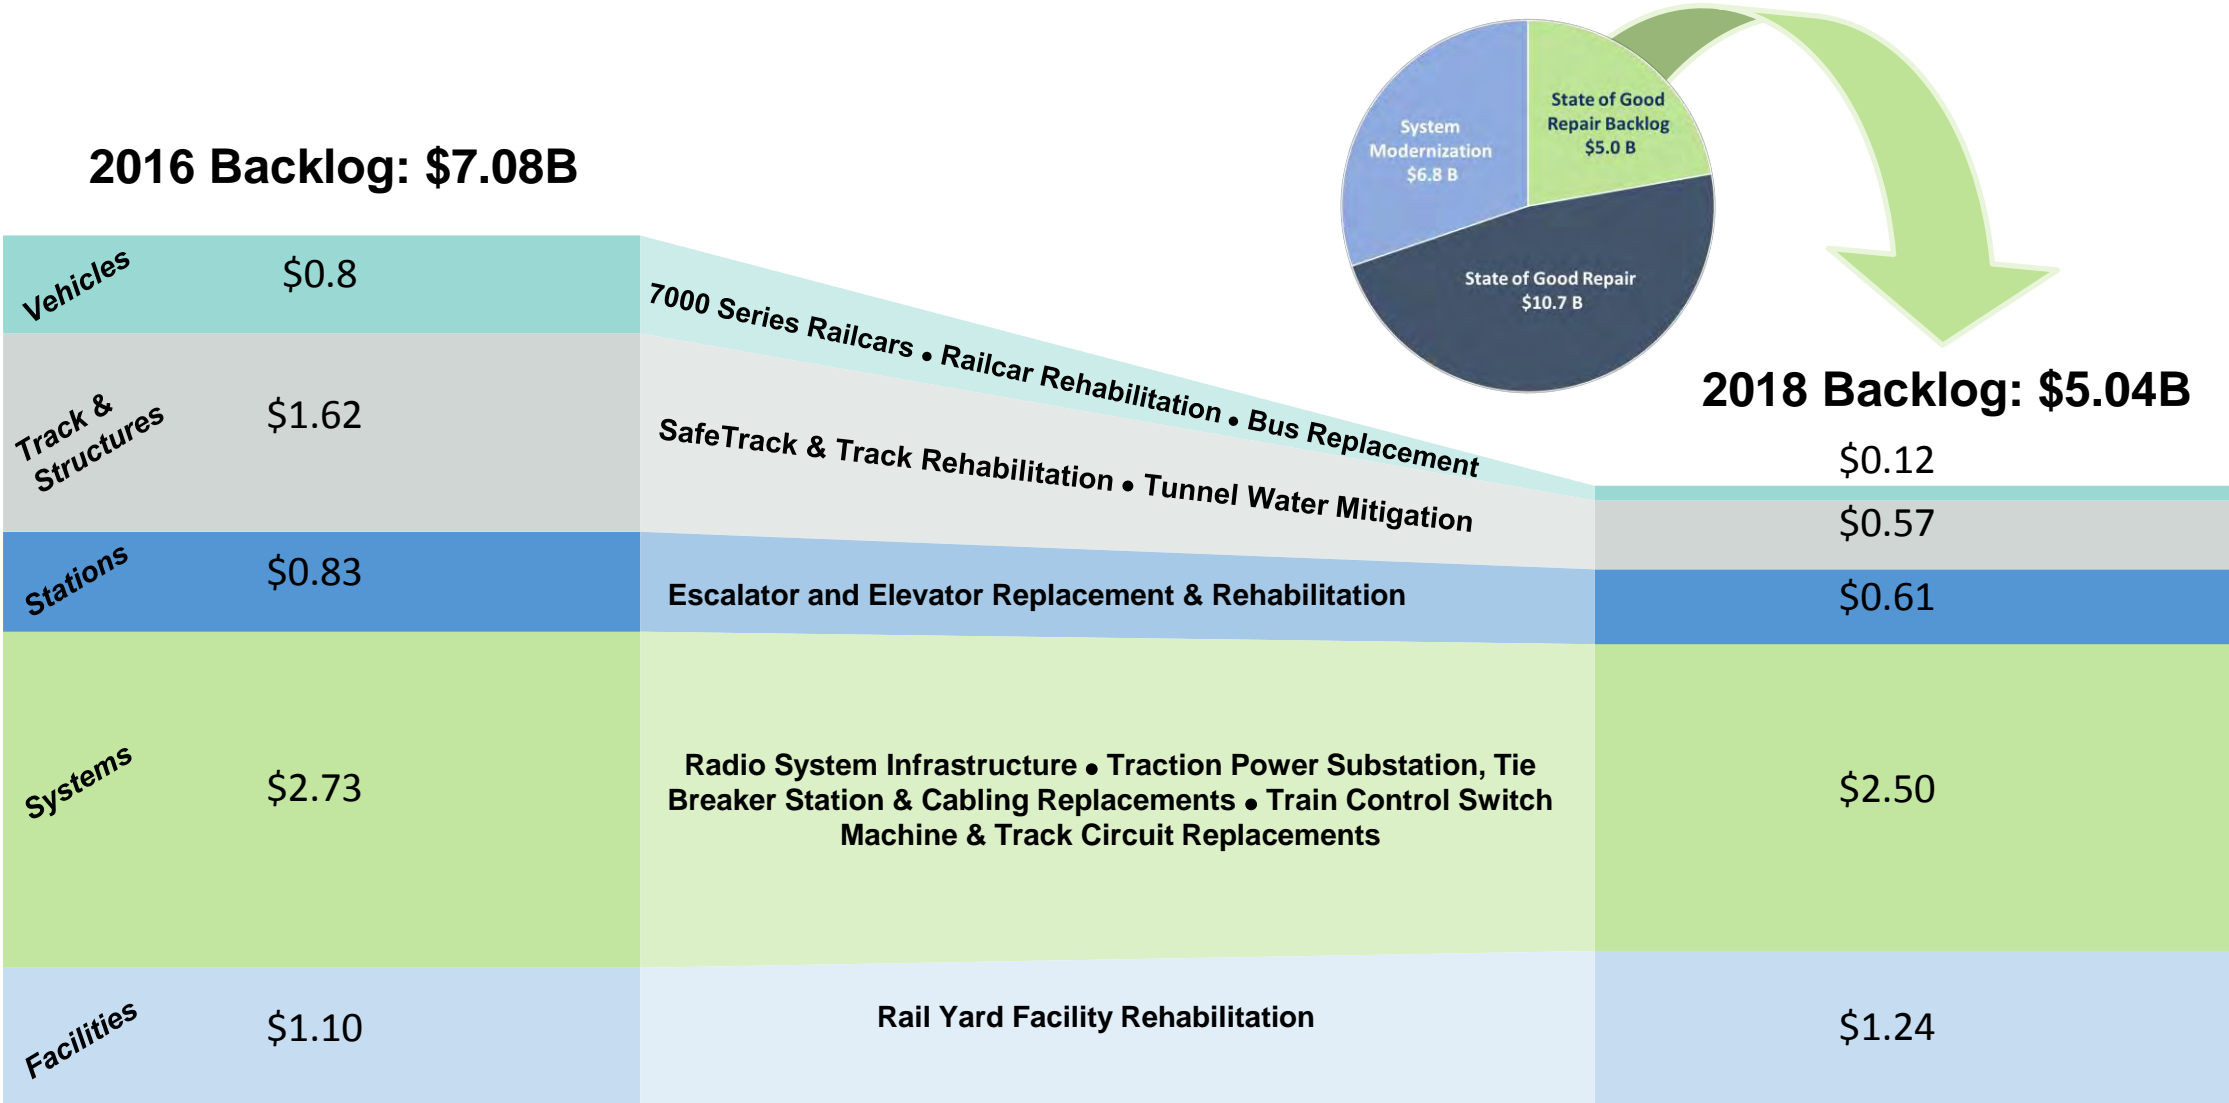 State of Good
Repair Backlog
$5.0 B
System
Modernization
$6.8 B
State of Good Repair
$10.7 B
2016 Backlog: $7.08B
2018 Backlog: $5.04B
Vehicles
$0.8
7000 Series Railcars ● Railcar Rehabilitation ● Bus Replacement
$0.12
Track &
Structures
$1.62
SafeTrack & Track Rehabilitation ● Tunnel Water Mitigation
$0.57
Stations
$0.83
Escalator and Elevator Replacement & Rehabilitation
$0.61
Systems
$2.73
Radio System Infrastructure ● Traction Power Substation, Tie
Breaker Station & Cabling Replacements ● Train Control Switch
Machine & Track Circuit Replacements
$2.50
Facilities
$1.10
Rail Yard Facility Rehabilitation
$1.24